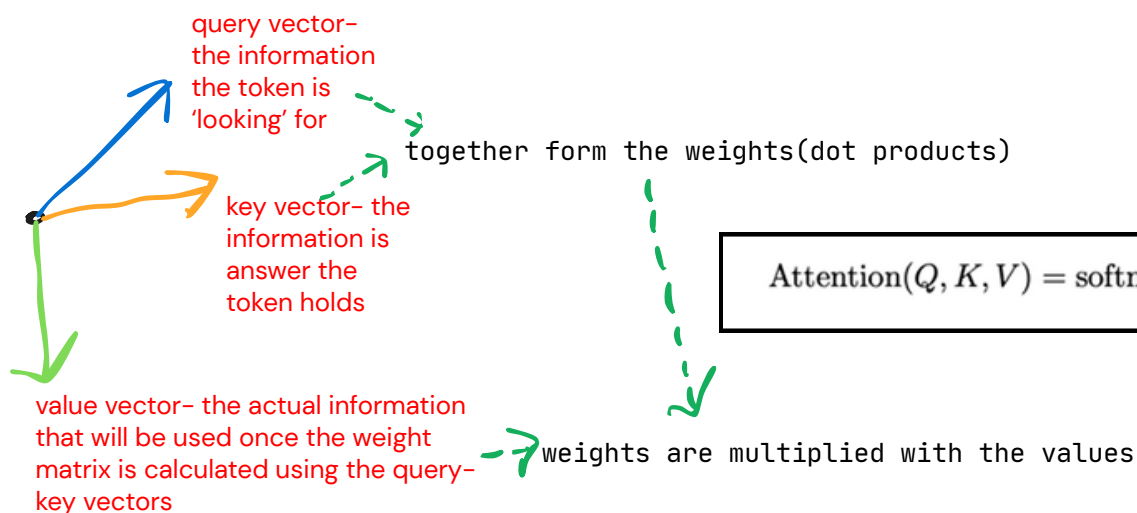 query vector-
the information
the token is
‘looking’ for
together form the weights(dot products)
key vector- the
information is
answer the
token holds
Attention(Q, K, V) =
value vector- the actual information
that will be used once the weight
matrix is calculated using the query-
key vectors
weights are multiplied with the values